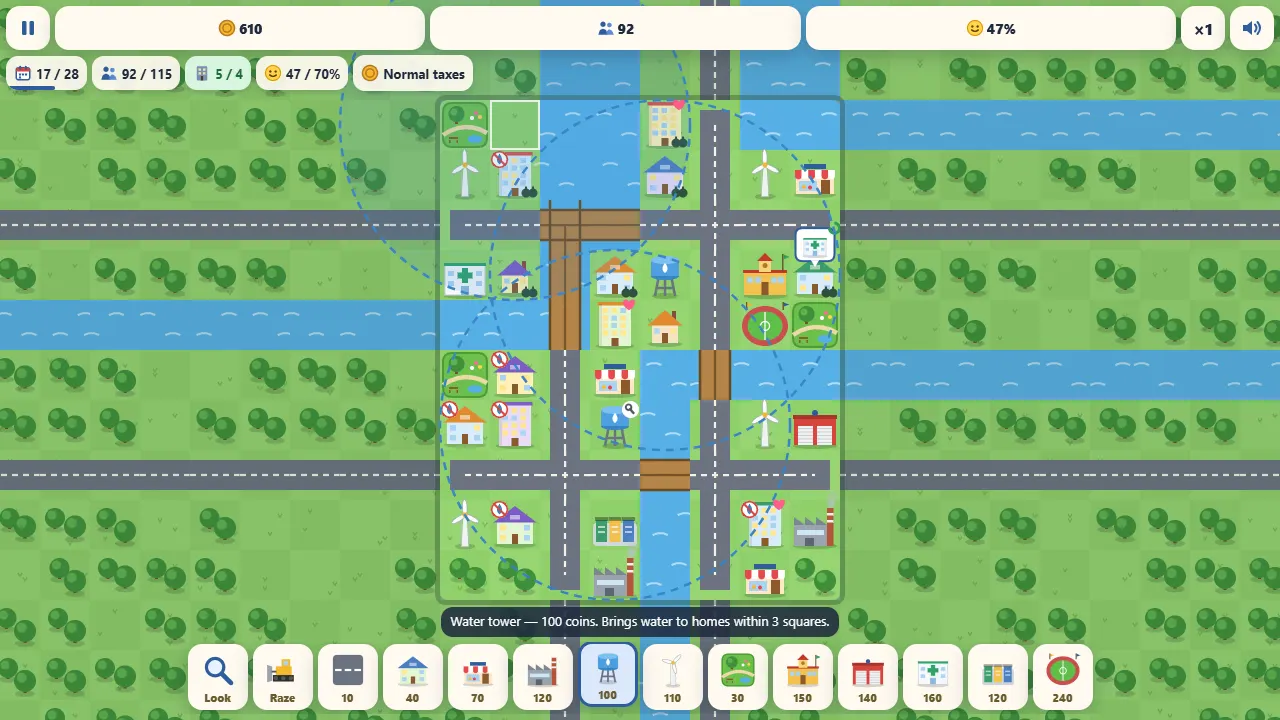 610
92
47%
×1
17 / 28
92 / 115
5 / 4
47 / 70%
Normal taxes
Water tower — 100 coins. Brings water to homes within 3 squares.
Look
Raze
10
40
70
120
100
110
30
150
140
160
120
240